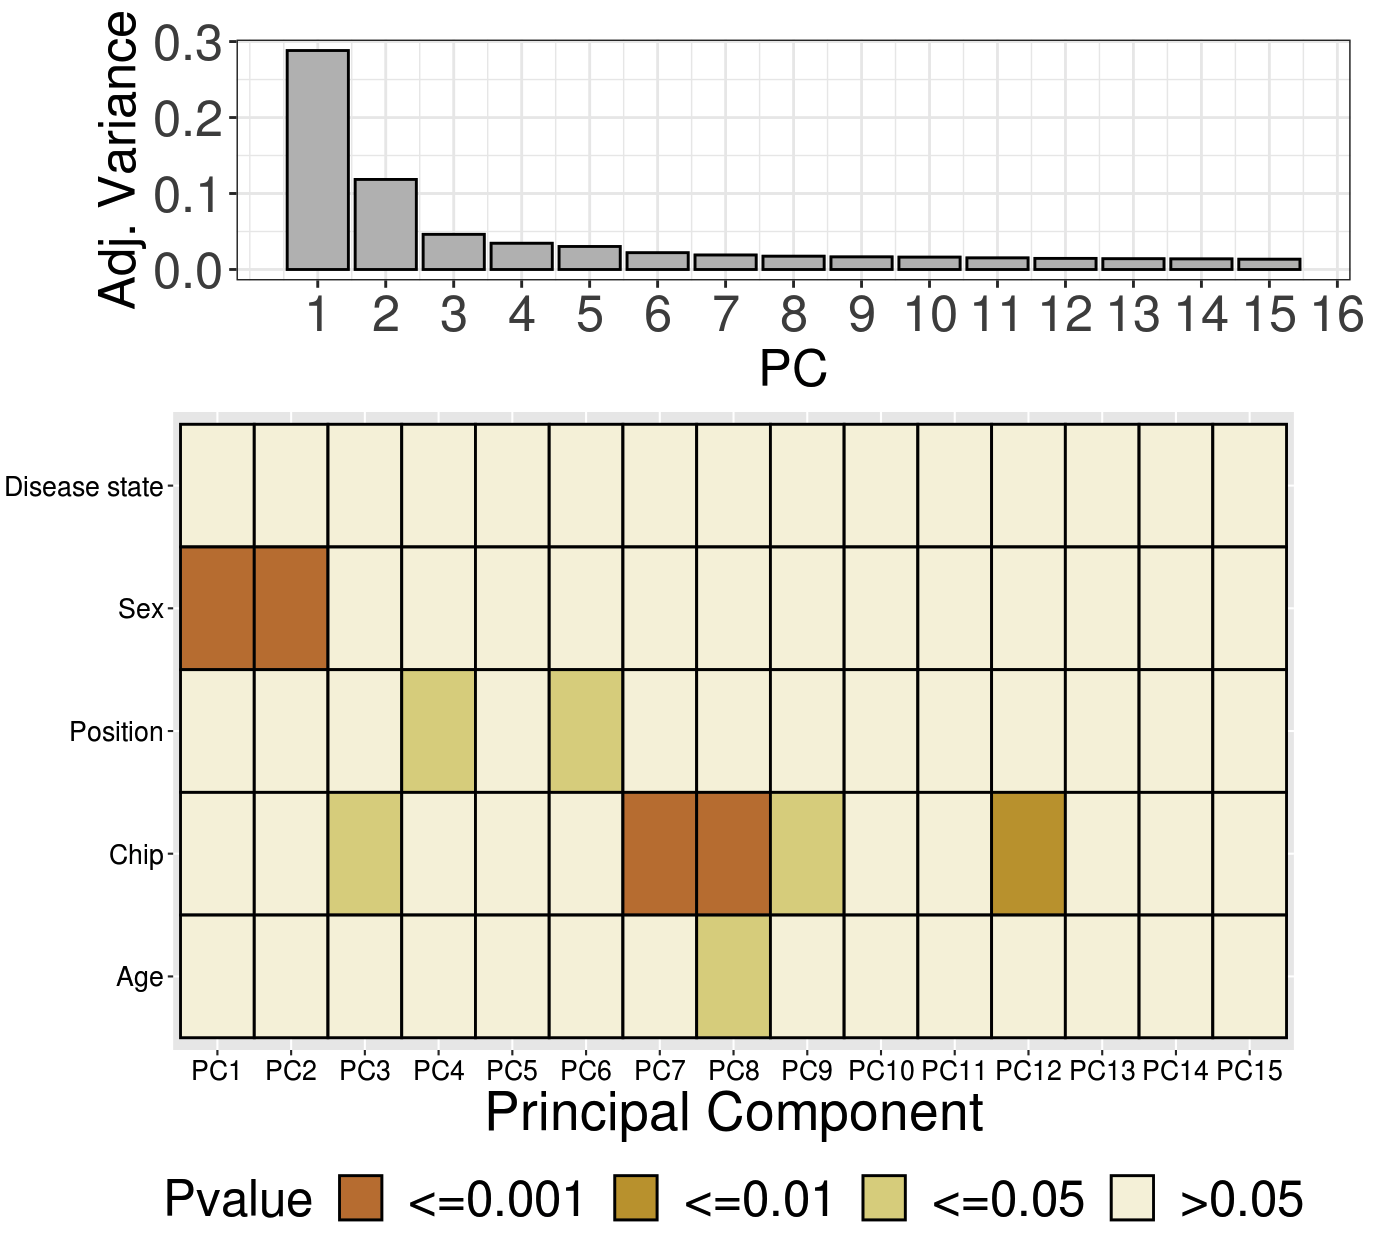 Adj. Variance
0.3
0.2
0.1
0.0
1 2 3 4 5 6 7 8 9 10 11 12 13 14 15 16
PC
Disease state
Sex
Position
Chip
Age
PC1 PC2 PC3 PC4 PC5 PC6 PC7 PC8 PC9 PC10 PC11 PC12 PC13 PC14 PC15
Principal Component
Pvalue <=0.001 <=0.01 <=0.05 >0.05